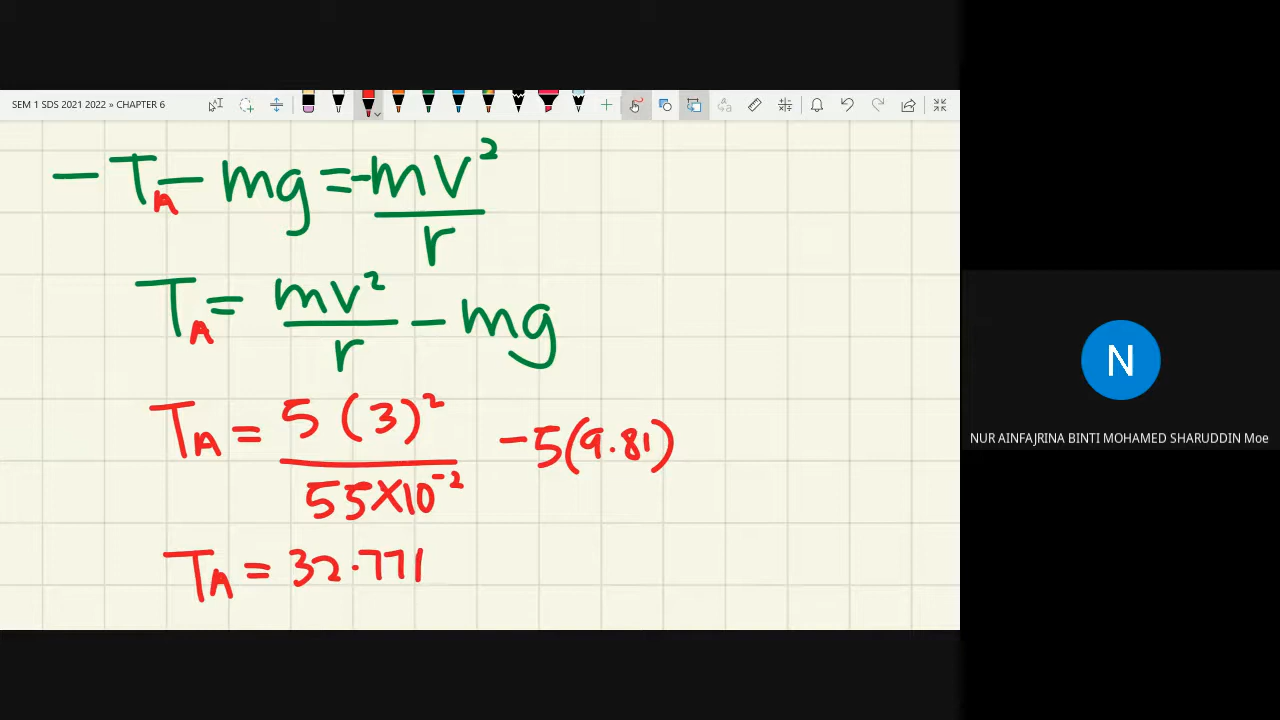 SEM 1 SDS 2021 2022 » CHAPTER 6
- T_A - mg = -mv²/r
T_A = mv²/r - mg
T_A = 5(3)²/55×10⁻² - 5(9.81)
T_A = 32.771
N
NUR AINFAJRINA BINTI MOHAMED SHARUDDIN Moe